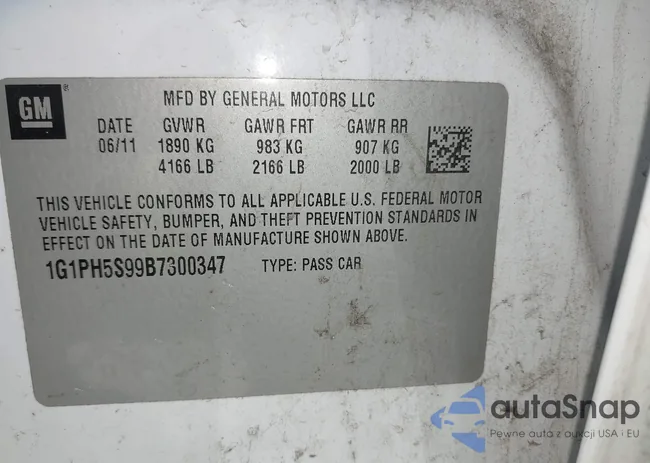 GM
MFD BY GENERAL MOTORS LLC
DATE GVWR GAWR FRT GAWR RR
06/11 1890 KG 983 KG 907 KG
4166 LB 2166 LB 2000 LB
THIS VEHICLE CONFORMS TO ALL APPLICABLE U.S. FEDERAL MOTOR
VEHICLE SAFETY, BUMPER, AND THEFT PREVENTION STANDARDS IN
EFFECT ON THE DATE OF MANUFACTURE SHOWN ABOVE.
1G1PH5S99B7300347 TYPE: PASS CAR
autoSnap
Pewne auto z aukcji USA i EU